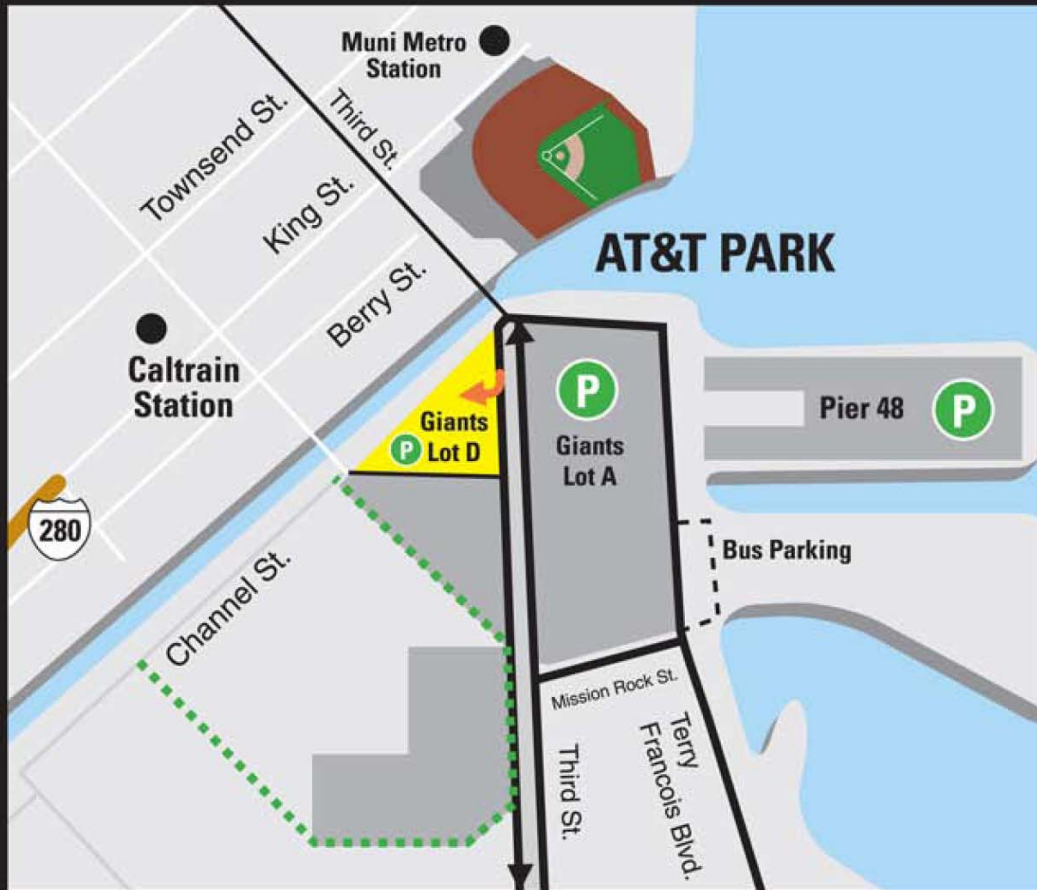 Muni Metro
Station
Third St.
Townsend St.
King St.
Berry St.
AT&T PARK
Caltrain
Station
P
Giants
Lot D
P
Giants
Lot A
Pier 48
P
280
Bus Parking
Channel St.
Mission Rock St.
Terry
Francois Blvd.
Third St.